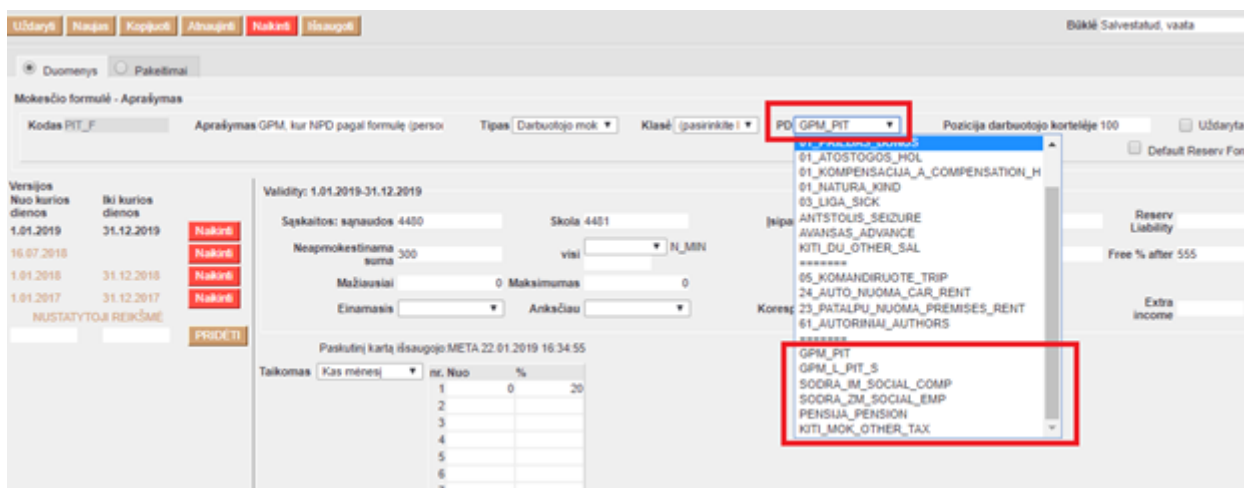 Uždaryti Naujas Kopijuoti Atnaujinti Naikinti Išsaugoti Būklė Salvestatud, vaata
Duomenys Pakeitimai
Mokesčio formulė - Aprašymas
Kodas PIT_F Aprašymas GPM, kur NPD pagal formulę (persoi Tipas Darbuotojo mok Klasė (pasirinkite l PD GPM_PIT Pozicija darbuotojo kortelėje 100 Uždaryta
Default Reserv For
01_ATOSTOGOS_HOL
01_KOMPENSACIJA_A_COMPENSATION_H
01_NATURA_KIND
03_LIGA_SICK
ANTSTOLIS_SEIZURE
AVANSAS_ADVANCE
KITI_DU_OTHER_SAL
=======
05_KOMANDIRUOTE_TRIP
24_AUTO_NUOMA_CAR_RENT
23_PATALPU_NUOMA_PREMISES_RENT
61_AUTORINIAI_AUTHORS
=======
GPM_PIT
GPM_L_PIT_S
SODRA_IM_SOCIAL_COMP
SODRA_ZM_SOCIAL_EMP
PENSIJA_PENSION
KITI_MOK_OTHER_TAX
Versijos
Nuo kurios dienos Iki kurios dienos
1.01.2019 31.12.2019 Naikinti
16.07.2018 Naikinti
1.01.2018 31.12.2018 Naikinti
1.01.2017 31.12.2017 Naikinti
NUSTATYTOJI REIKŠMĖ
PRIDĖTI
Validity: 1.01.2019-31.12.2019
Sąskaitos: sąnaudos 4480 Skola 4481 Įsipa Reserv Liability
Neapmokestinama suma 300 visi N_MIN Free % after 555
Mažiausiai 0 Maksimumas 0
Einamasis Anksčiau Koresp Extra income
Paskutinį kartą išsaugojo:META 22.01.2019 16:34:55
Taikomas Kas mėnesį nr. Nuo %
1 0 20
2
3
4
5
6